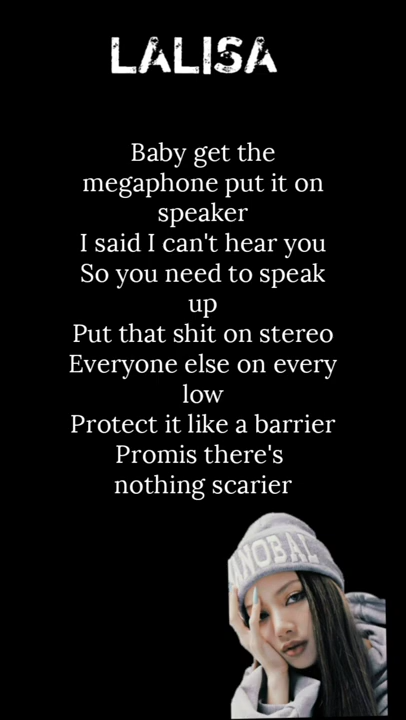 LALISA
Baby get the
megaphone put it on
speaker
I said I can't hear you
So you need to speak
up
Put that shit on stereo
Everyone else on every
low
Protect it like a barrier
Promis there's
nothing scarier
NNOBAL